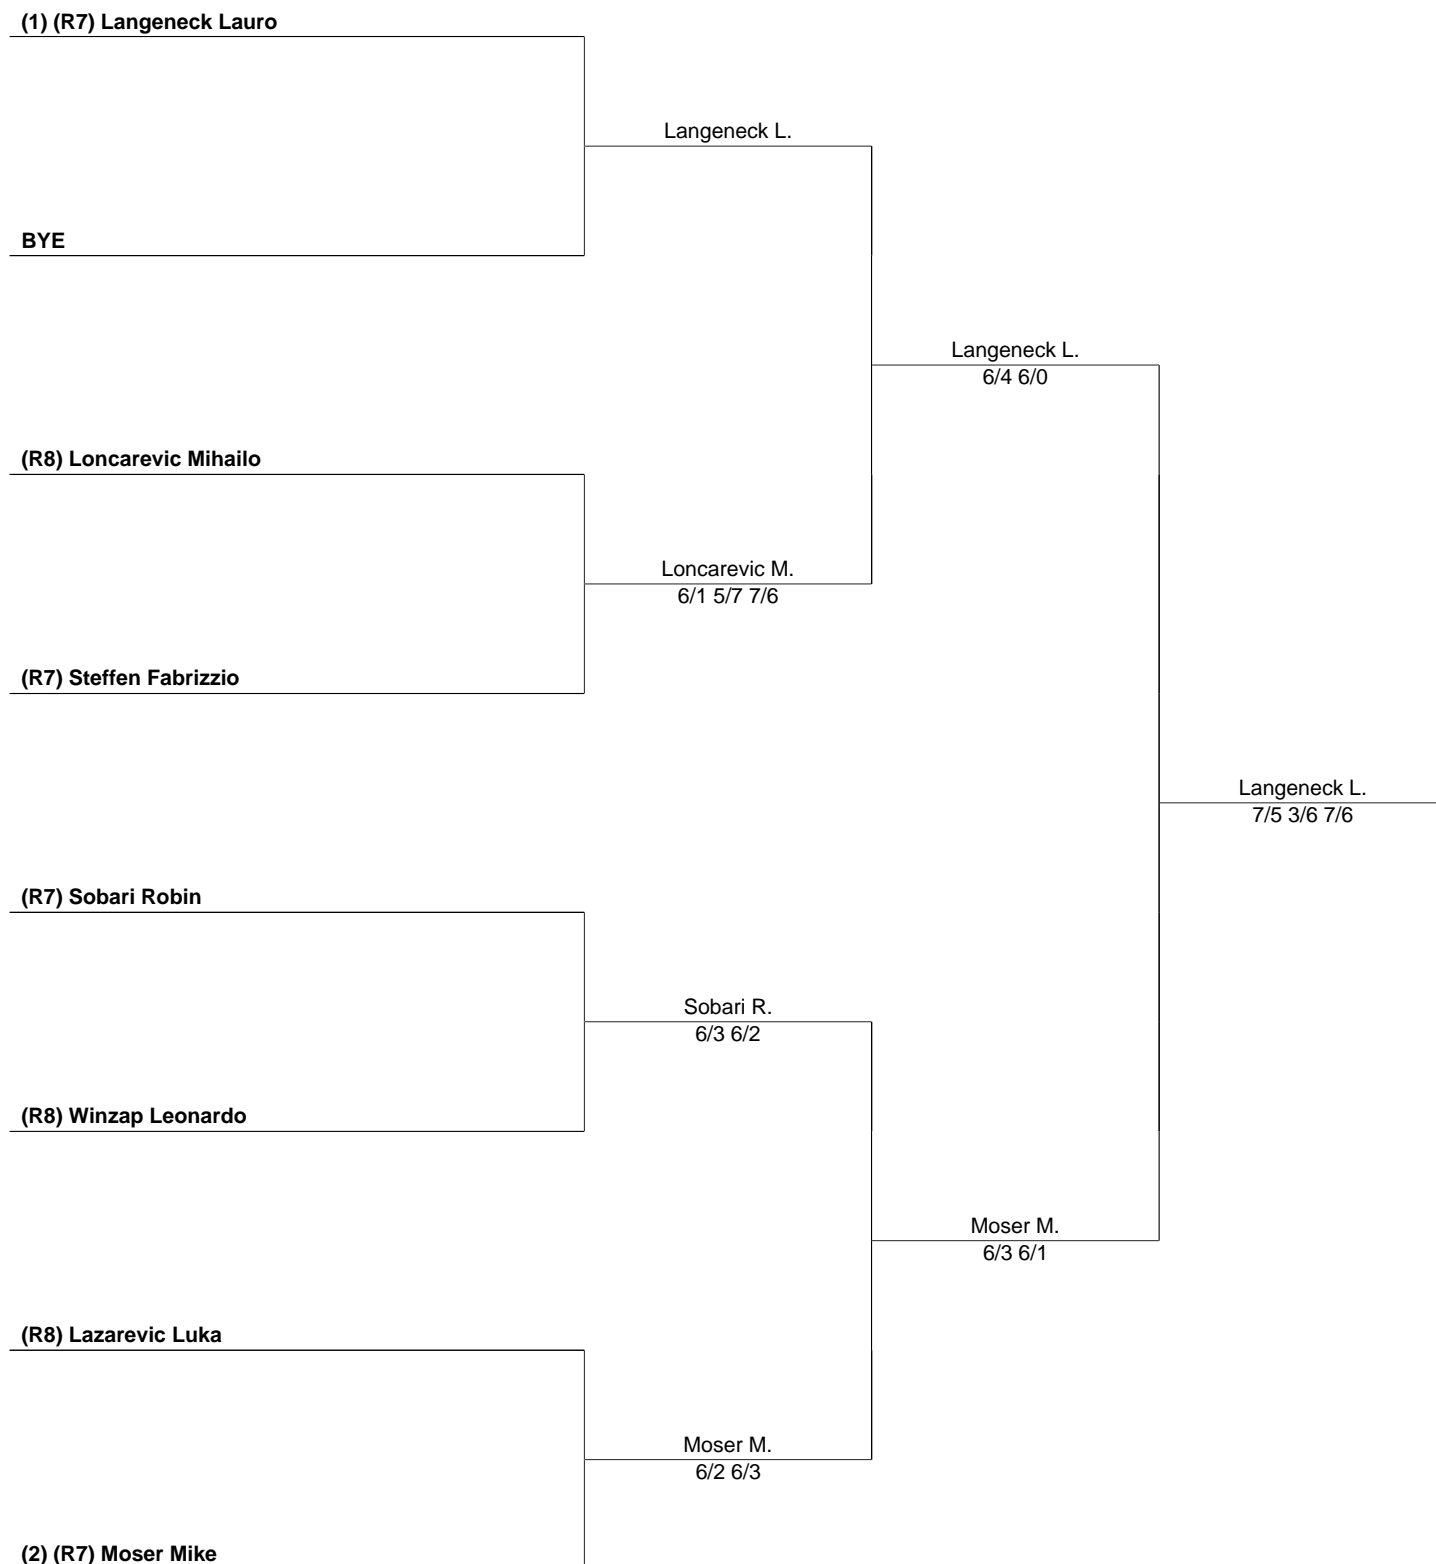 (1) (R7) Langeneck Lauro
Langeneck L.
BYE
Langeneck L.
6/4 6/0
(R8) Loncarevic Mihailo
Loncarevic M.
6/1 5/7 7/6
(R7) Steffen Fabrizzio
Langeneck L.
7/5 3/6 7/6
(R7) Sobari Robin
Sobari R.
6/3 6/2
(R8) Winzap Leonardo
Moser M.
6/3 6/1
(R8) Lazarevic Luka
Moser M.
6/2 6/3
(2) (R7) Moser Mike